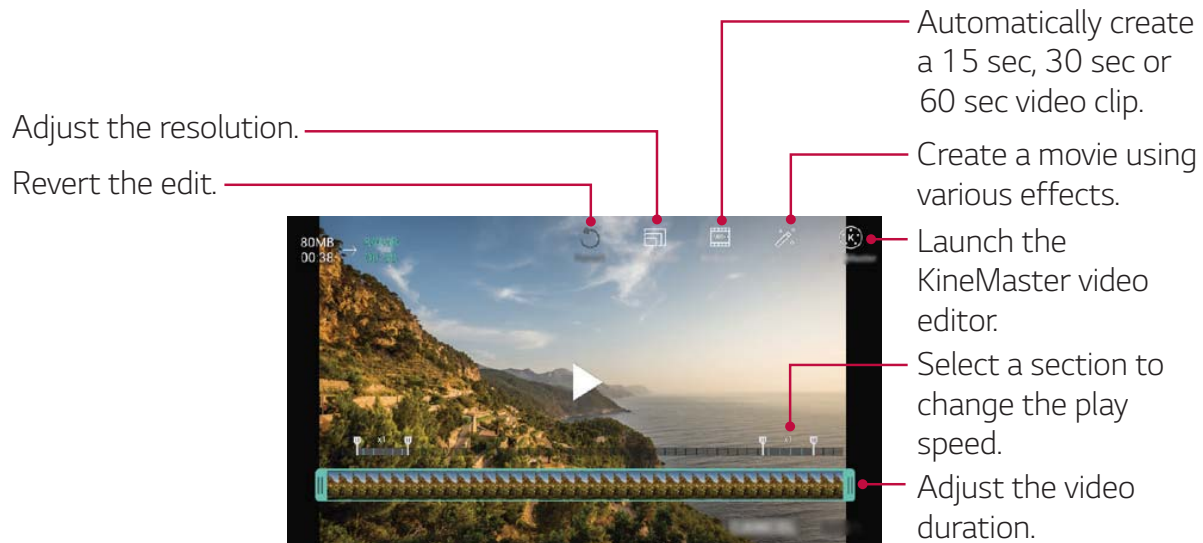 Automatically create
a 15 sec, 30 sec or
60 sec video clip.
Adjust the resolution.
Revert the edit.
Create a movie using
various effects.
Launch the
KineMaster video
editor.
Select a section to
change the play
speed.
Adjust the video
duration.
80MB
00:38
x1
x1
K